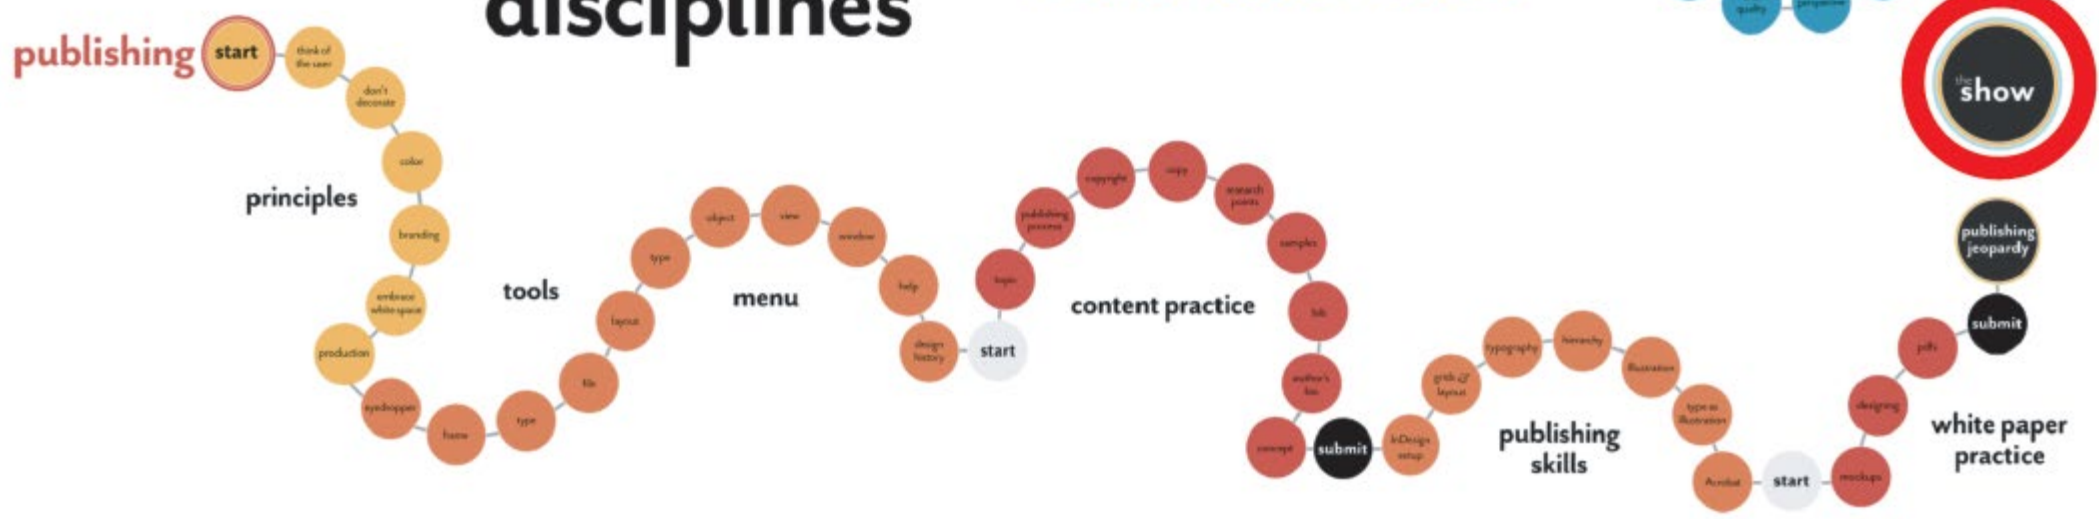 disciplines
publishing
start
think of
the user
don't
decorate
color
branding
embrace
white space
production
principles
eyedropper
frame
type
file
layout
type
tools
object
view
window
help
design
history
menu
start
topic
publishing
process
copyright
copy
research
points
samples
author's
bio
concept
submit
content practice
InDesign
setup
grids &
layout
typography
hierarchy
illustration
type as
illustration
Acrobat
publishing
skills
start
mockups
designing
pdfs
submit
white paper
practice
publishing
jeopardy
the
show
quality
perspective